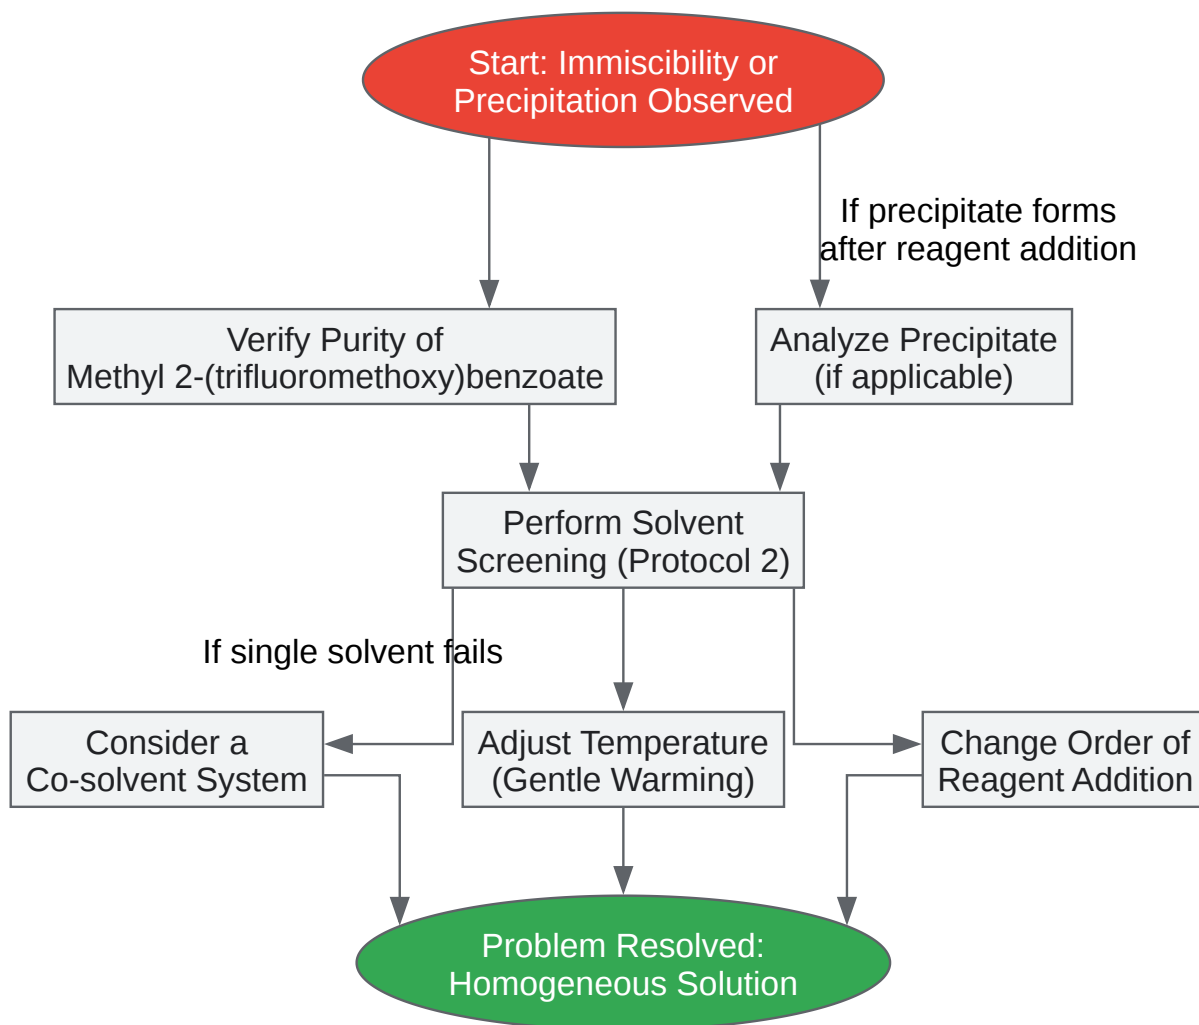 Start: Immiscibility or
Precipitation Observed
If precipitate forms
after reagent addition
Verify Purity of
Methyl 2-(trifluoromethoxy)benzoate
Analyze Precipitate
(if applicable)
Perform Solvent
Screening (Protocol 2)
If single solvent fails
Consider a
Co-solvent System
Adjust Temperature
(Gentle Warming)
Change Order of
Reagent Addition
Problem Resolved:
Homogeneous Solution